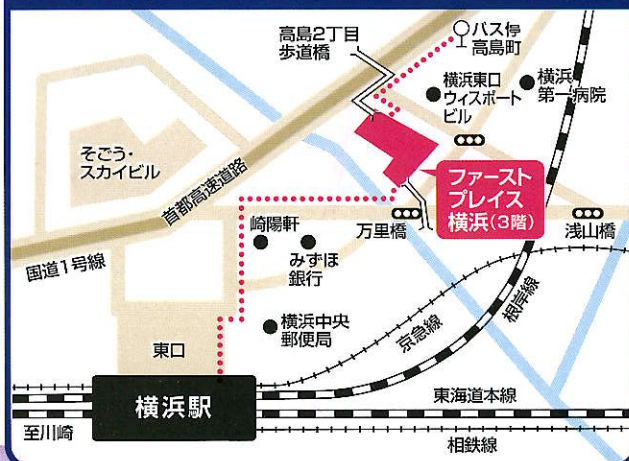 高島2丁目
歩道橋
バス停
高島町
横浜東口
ウィスポート
ビル
横浜
第一病院
そごう・
スカイビル
首都高速道路
ファースト
プレイス
横浜(3階)
国道1号線
崎陽軒
みずほ
銀行
万里橋
浅山橋
横浜中央
郵便局
京急線
根岸線
東口
横浜駅
東海道本線
至川崎
相鉄線